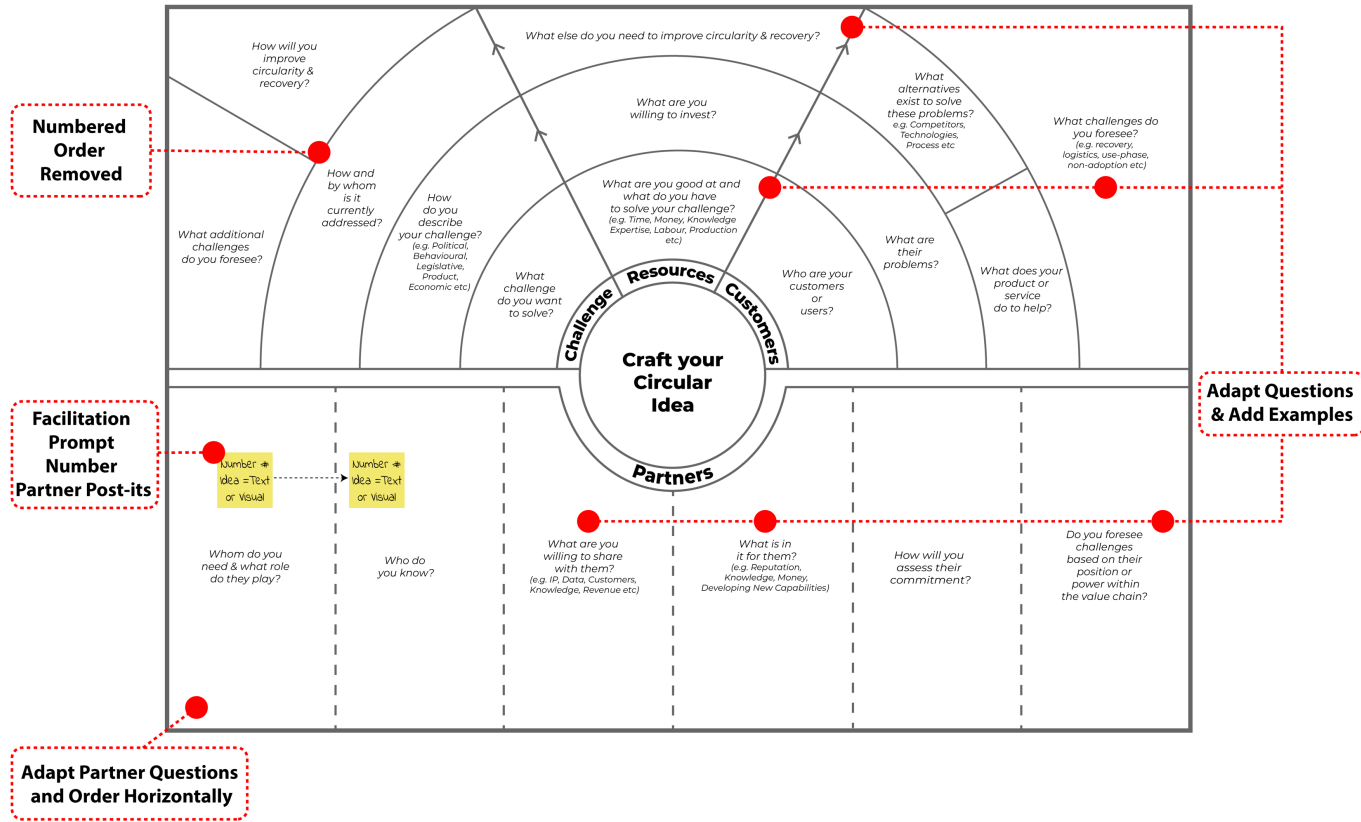 How will you
improve
circularity &
recovery?
What else do you need to improve circularity & recovery?
What
alternatives
exist to solve
these problems?
e.g. Competitors,
Technologies,
Process etc
What challenges do
you foresee?
(e.g. recovery,
logistics, use-phase,
non-adoption etc)
Numbered
Order
Removed
What are you
willing to invest?
How and
by whom
is it
currently
addressed?
How
do you
describe
your challenge?
(e.g. Political,
Behavioural,
Legislative,
Product,
Economic etc)
What are you good at and
what do you have
to solve your challenge?
(e.g. Time, Money, Knowledge
Expertise, Labour, Production
etc)
What additional
challenges
do you foresee?
What
challenge
do you want
to solve?
Who are your
customers
or
users?
What are
their
problems?
What does your
product or
service
do to help?
Challenge
Resources
Customers
Craft your
Circular
Idea
Partners
Adapt Questions
& Add Examples
Facilitation
Prompt
Number
Partner Post-its
Number #
Idea =Text
or Visual
Number #
Idea =Text
or Visual
Whom do you
need & what role
do they play?
Who do
you know?
What are you
willing to share
with them?
(e.g. IP, Data, Customers,
Knowledge, Revenue etc)
What is in
it for them?
(e.g. Reputation,
Knowledge, Money,
Developing New Capabilities)
How will you
assess their
commitment?
Do you foresee
challenges
based on their
position or
power within
the value chain?
Adapt Partner Questions
and Order Horizontally